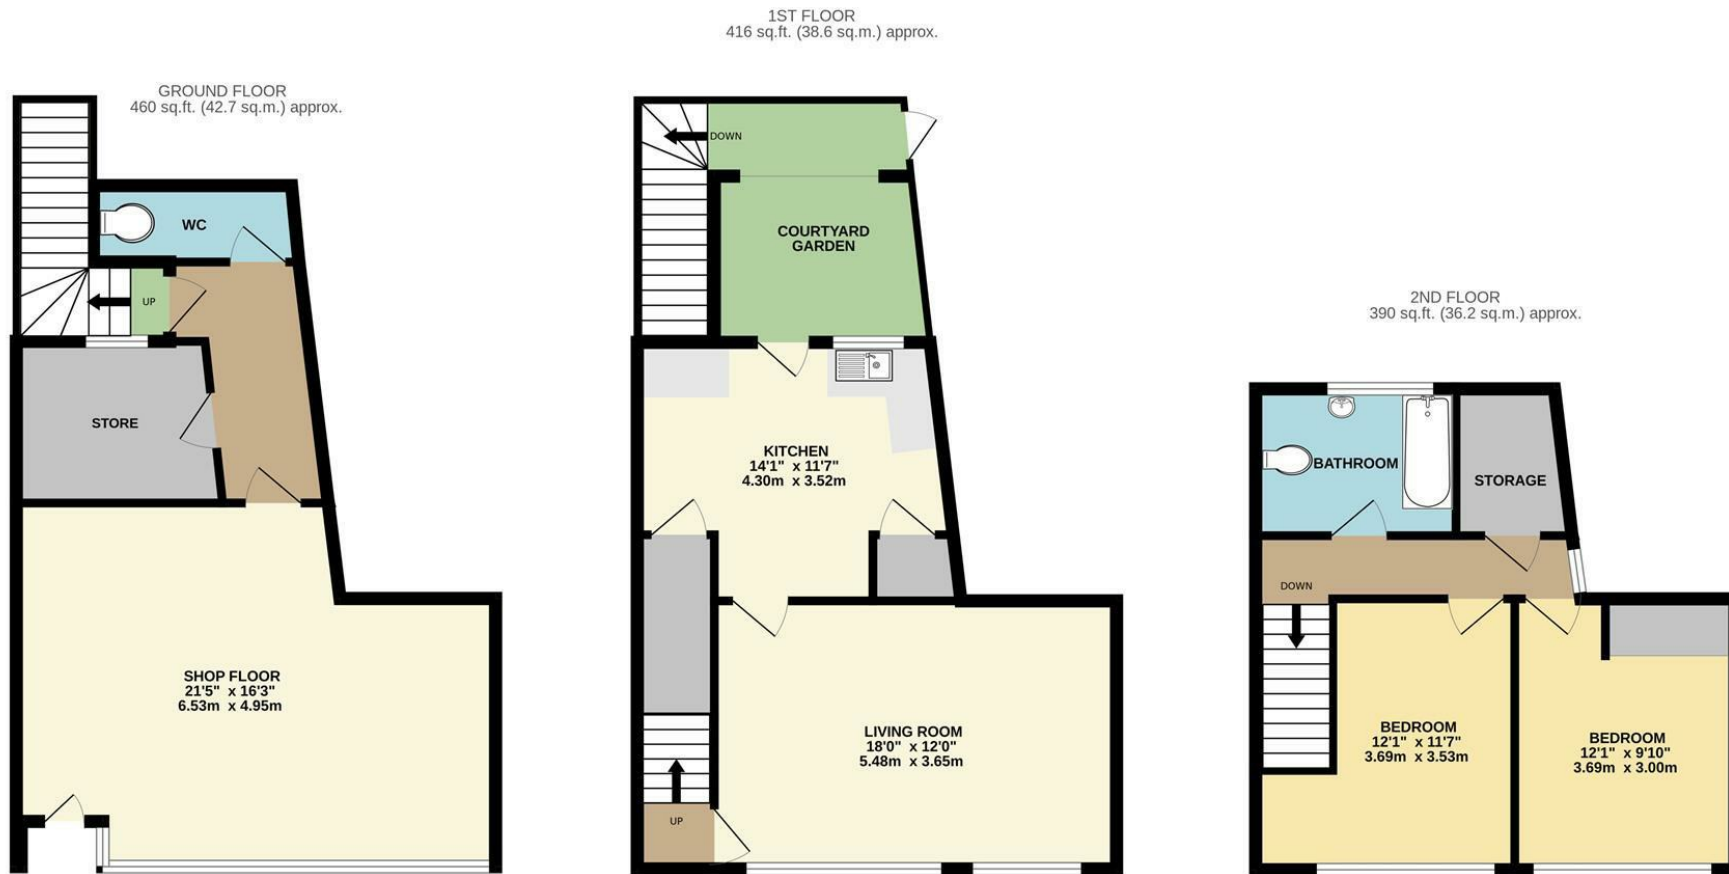 GROUND FLOOR
460 sq.ft. (42.7 sq.m.) approx.
WC
UP
STORE
SHOP FLOOR
21'5" x 16'3"
6.53m x 4.95m
1ST FLOOR
416 sq.ft. (38.6 sq.m.) approx.
DOWN
COURTYARD
GARDEN
KITCHEN
14'1" x 11'7"
4.30m x 3.52m
LIVING ROOM
18'0" x 12'0"
5.48m x 3.65m
UP
2ND FLOOR
390 sq.ft. (36.2 sq.m.) approx.
BATHROOM
STORAGE
DOWN
BEDROOM
12'1" x 11'7"
3.69m x 3.53m
BEDROOM
12'1" x 9'10"
3.69m x 3.00m